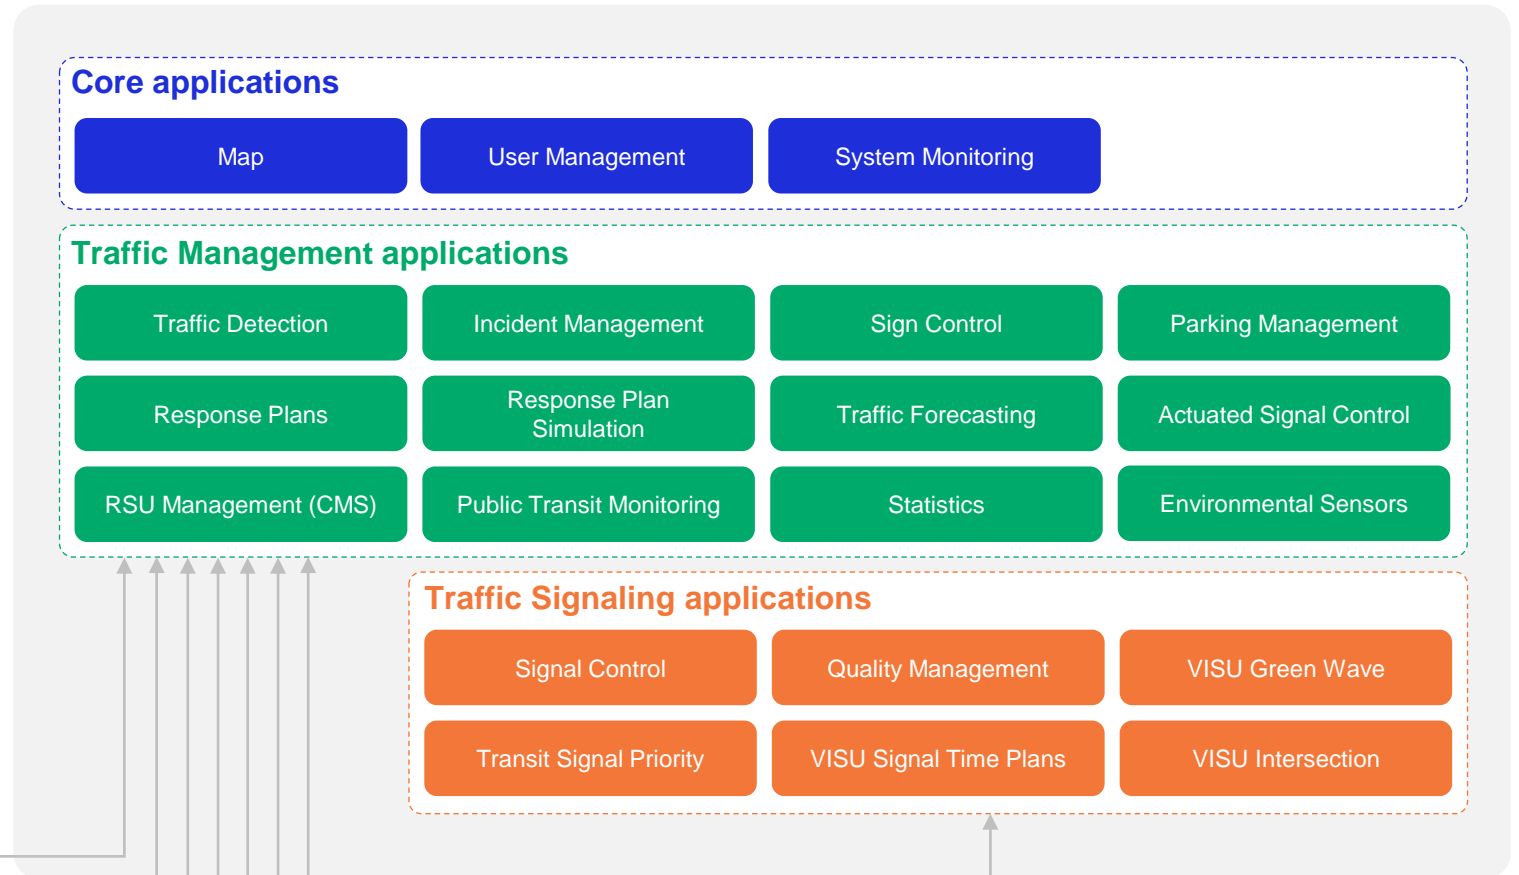 Core applications
Map
User Management
System Monitoring
Traffic Management applications
Traffic Detection
Incident Management
Sign Control
Parking Management
Response Plans
Response Plan
Simulation
Traffic Forecasting
Actuated Signal Control
RSU Management (CMS)
Public Transit Monitoring
Statistics
Environmental Sensors
Traffic Signaling applications
Signal Control
Quality Management
VISU Green Wave
Transit Signal Priority
VISU Signal Time Plans
VISU Intersection